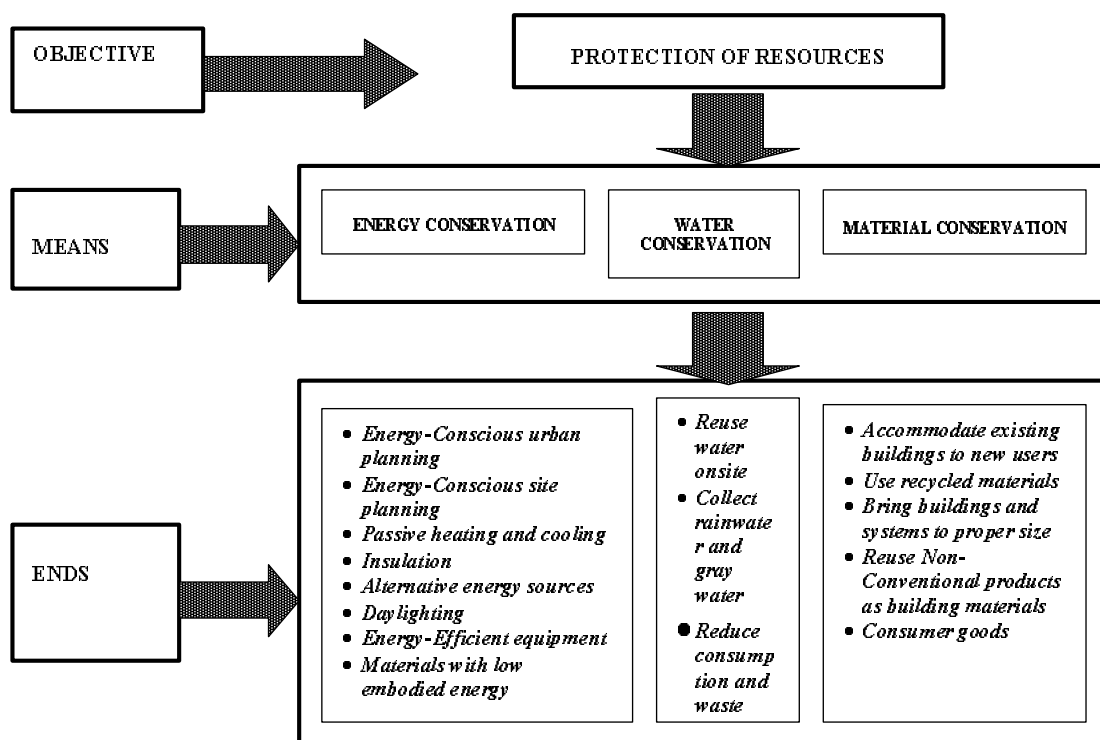 OBJECTIVE
PROTECTION OF RESOURCES
MEANS
ENERGY CONSERVATION
WATER
CONSERVATION
MATERIAL CONSERVATION
ENDS
• Energy-Conscious urban
planning
• Energy-Conscious site
planning
• Passive heating and cooling
• Insulation
• Alternative energy sources
• Daylighting
• Energy-Efficient equipment
• Materials with low
embodied energy
• Reuse
water
onsite
• Collect
rainwate
r and
gray
water
• Reduce
consump
tion and
waste
• Accommodate existing
buildings to new users
• Use recycled materials
• Bring buildings and
systems to proper size
• Reuse Non-
Conventional products
as building materials
• Consumer goods